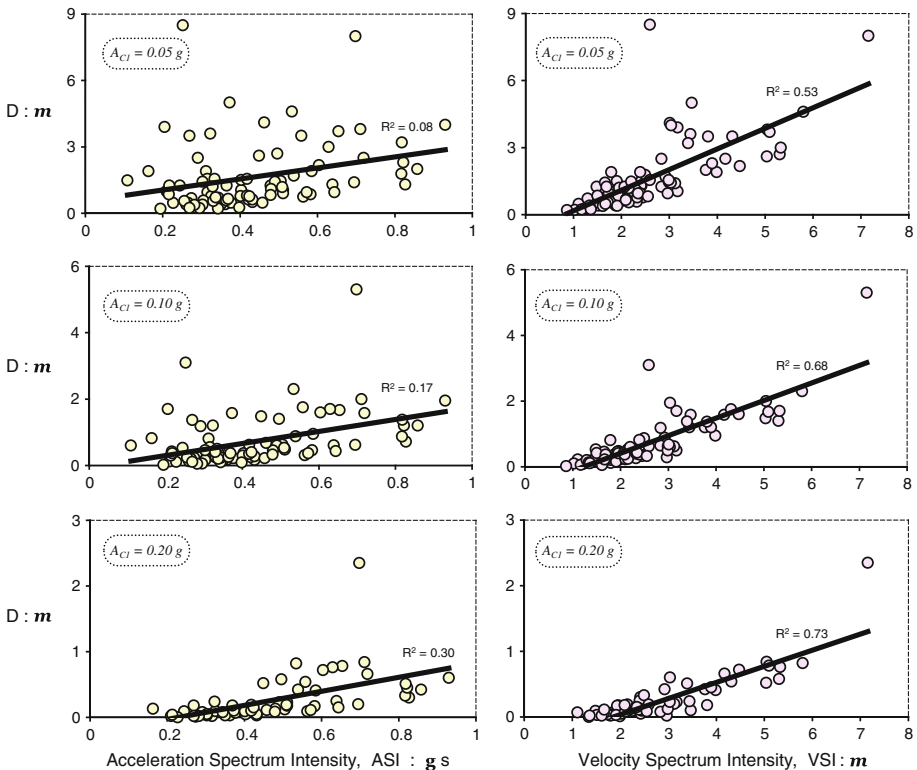 9
6
3
0
D : m
A_C1 = 0.05 g
R² = 0.08
0 0.2 0.4 0.6 0.8 1
9
6
3
0
A_C1 = 0.05 g
R² = 0.53
0 1 2 3 4 5 6 7 8
6
4
2
0
D : m
A_C1 = 0.10 g
R² = 0.17
0 0.2 0.4 0.6 0.8 1
6
4
2
0
A_C1 = 0.10 g
R² = 0.68
0 1 2 3 4 5 6 7 8
3
2
1
0
D : m
A_C1 = 0.20 g
R² = 0.30
0 0.2 0.4 0.6 0.8 1
Acceleration Spectrum Intensity, ASI : g s
3
2
1
0
A_C1 = 0.20 g
R² = 0.73
0 1 2 3 4 5 6 7 8
Velocity Spectrum Intensity, VSI : m